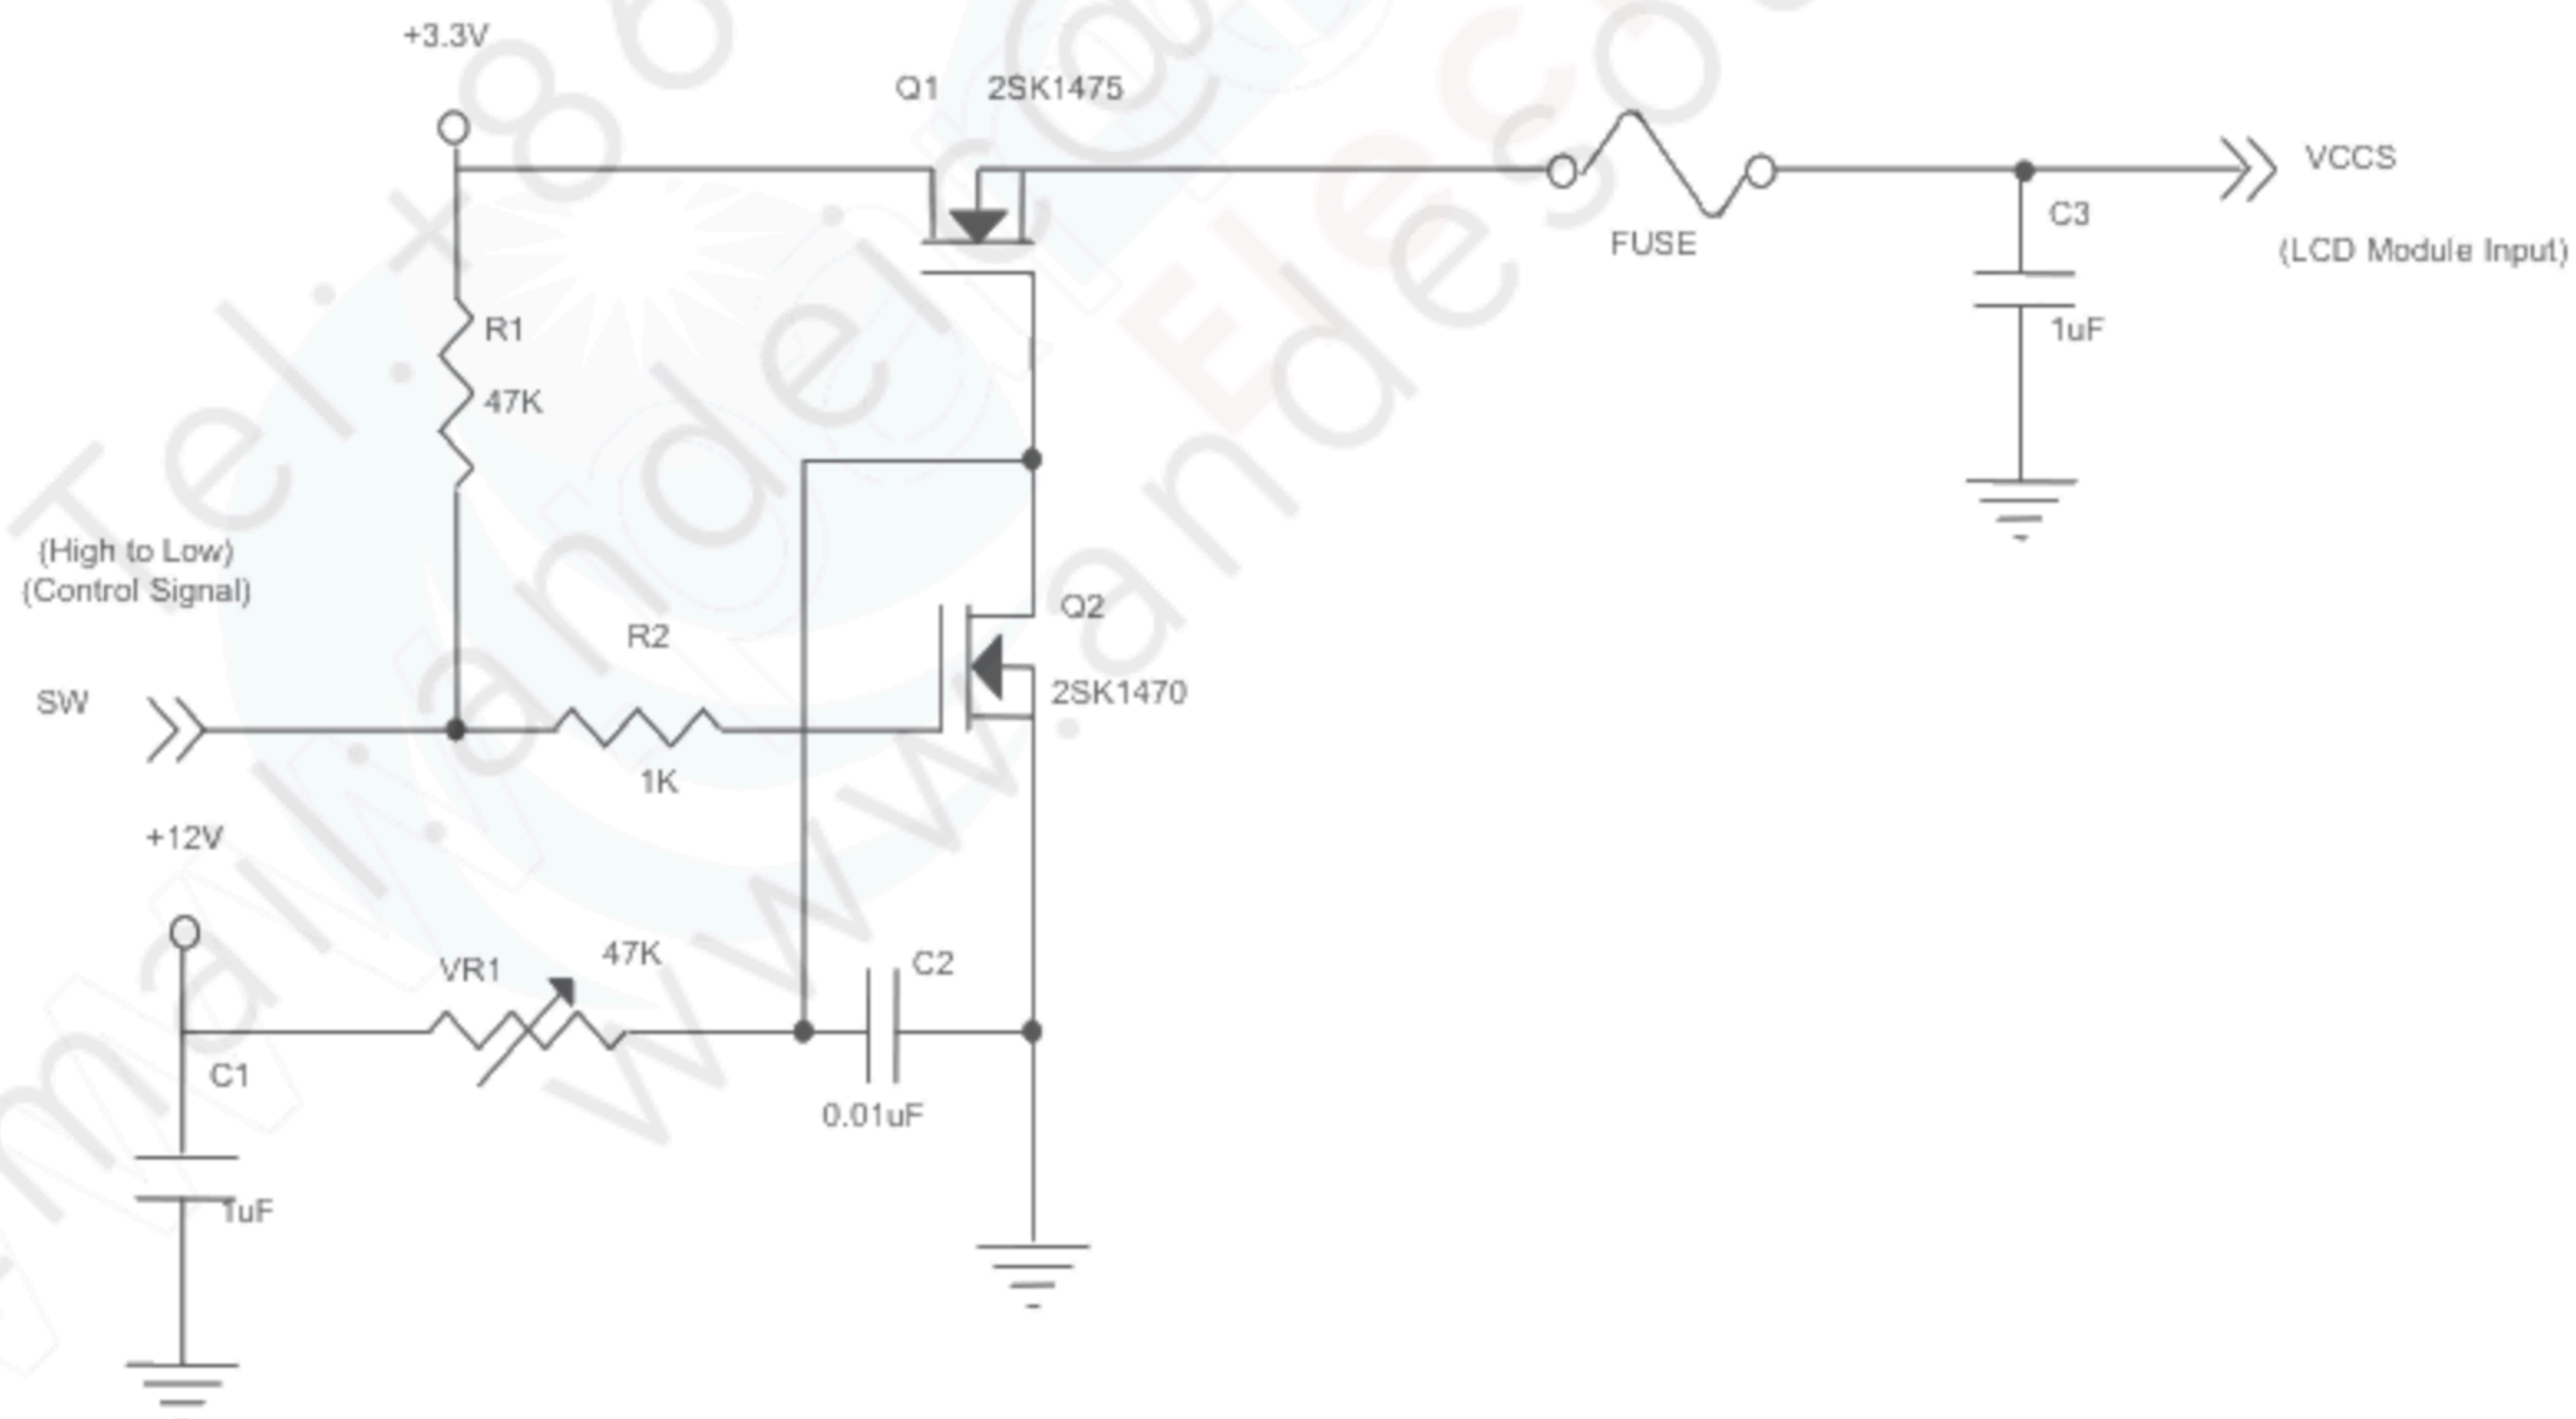 +3.3V
Q1 2SK1475
VCCS
C3
FUSE
(LCD Module Input)
R1
1uF
47K
(High to Low)
(Control Signal)
Q2
R2
2SK1470
SW
1K
+12V
47K
C2
VR1
C1
0.01uF
1uF